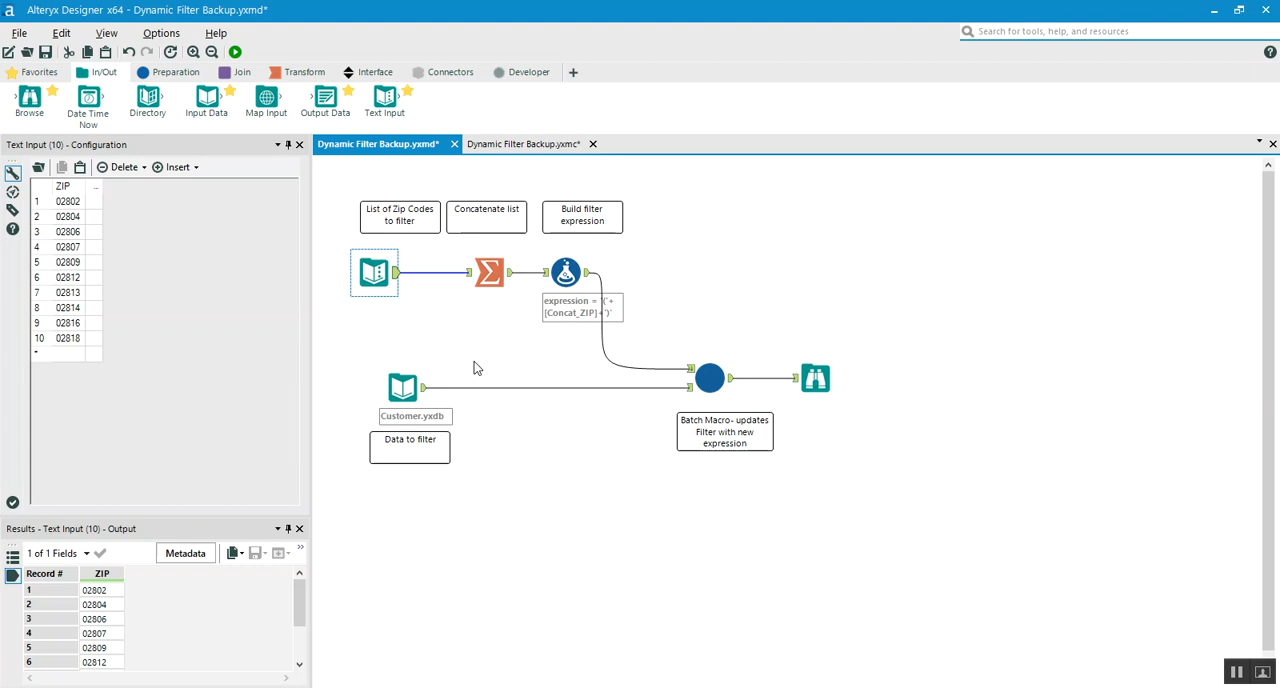 a Alteryx Designer x64 - Dynamic Filter Backup.yxmd*
File Edit View Options Help
Search for tools, help, and resources
Favorites In/Out Preparation Join Transform Interface Connectors Developer +
Browse Date Time Now Directory Input Data Map Input Output Data Text Input
Text Input (10) - Configuration
Dynamic Filter Backup.yxmd* Dynamic Filter Backup.yxmc*
Delete Insert
ZIP ...
1 02802
2 02804
3 02806
4 02807
5 02809
6 02812
7 02813
8 02814
9 02816
10 02818
List of Zip Codes
to filter
Concatenate list
Build filter
expression
expression = '('+
[Concat_ZIP]+')'
Customer.yxdb
Data to filter
Batch Macro- updates
Filter with new
expression
Results - Text Input (10) - Output
1 of 1 Fields Metadata
Record # ZIP
1 02802
2 02804
3 02806
4 02807
5 02809
6 02812